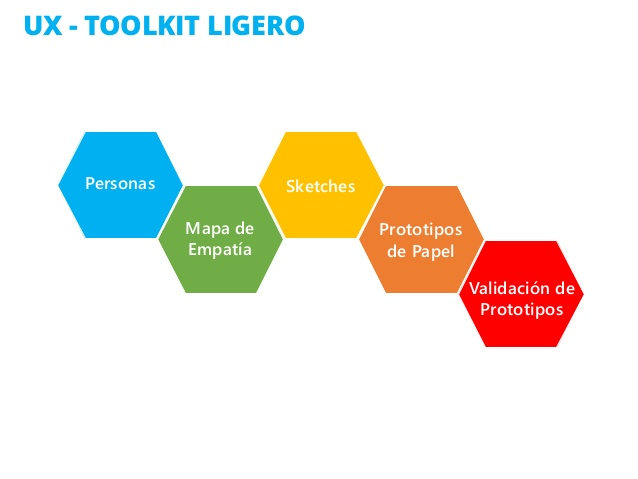 UX - TOOLKIT LIGERO
Personas
Mapa de
Empatía
Sketches
Prototipos
de Papel
Validación de
Prototipos